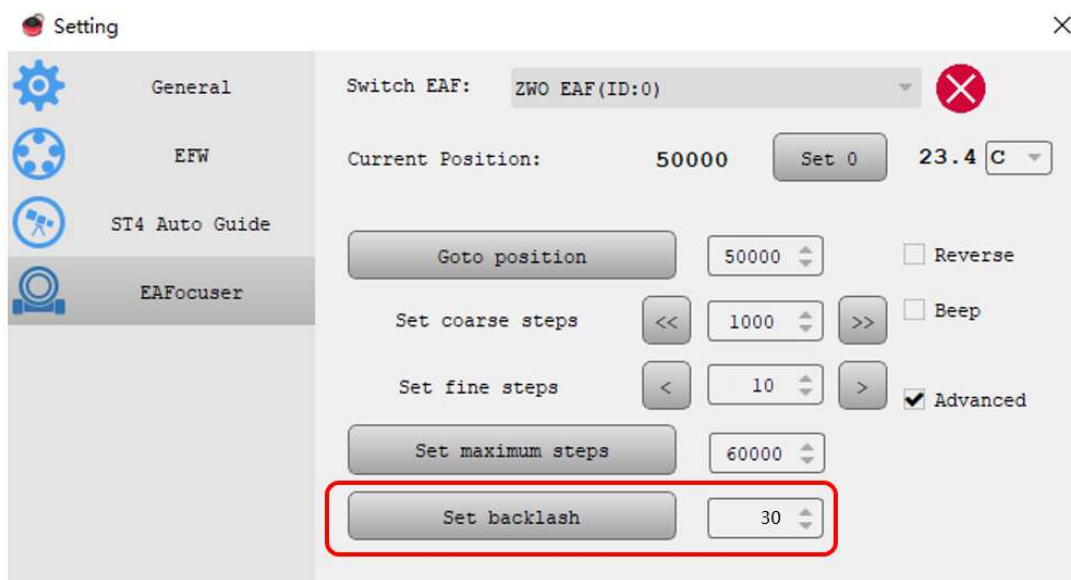 Setting
General
EFW
ST4 Auto Guide
EAFocuser
Switch EAF: ZWO EAF(ID:0)
Current Position: 50000 Set 0 23.4 C
Goto position 50000 Reverse
Set coarse steps << 1000 >> Beep
Set fine steps < 10 > Advanced
Set maximum steps 60000
Set backlash 30